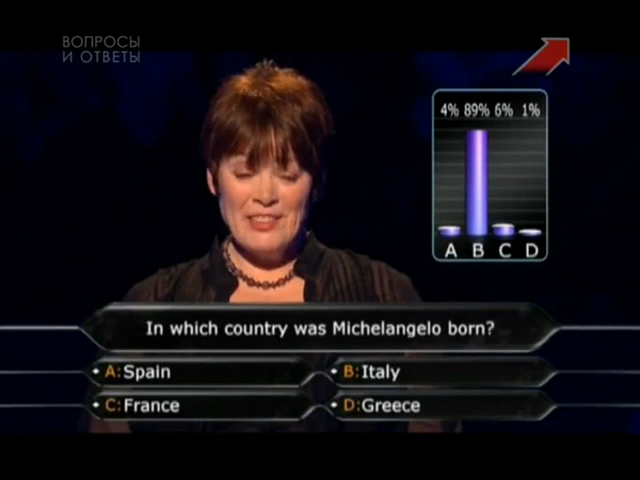 ВОПРОСЫ
И ОТВЕТЫ
4% 89% 6% 1%
A B C D
In which country was Michelangelo born?
A: Spain
B: Italy
C: France
D: Greece